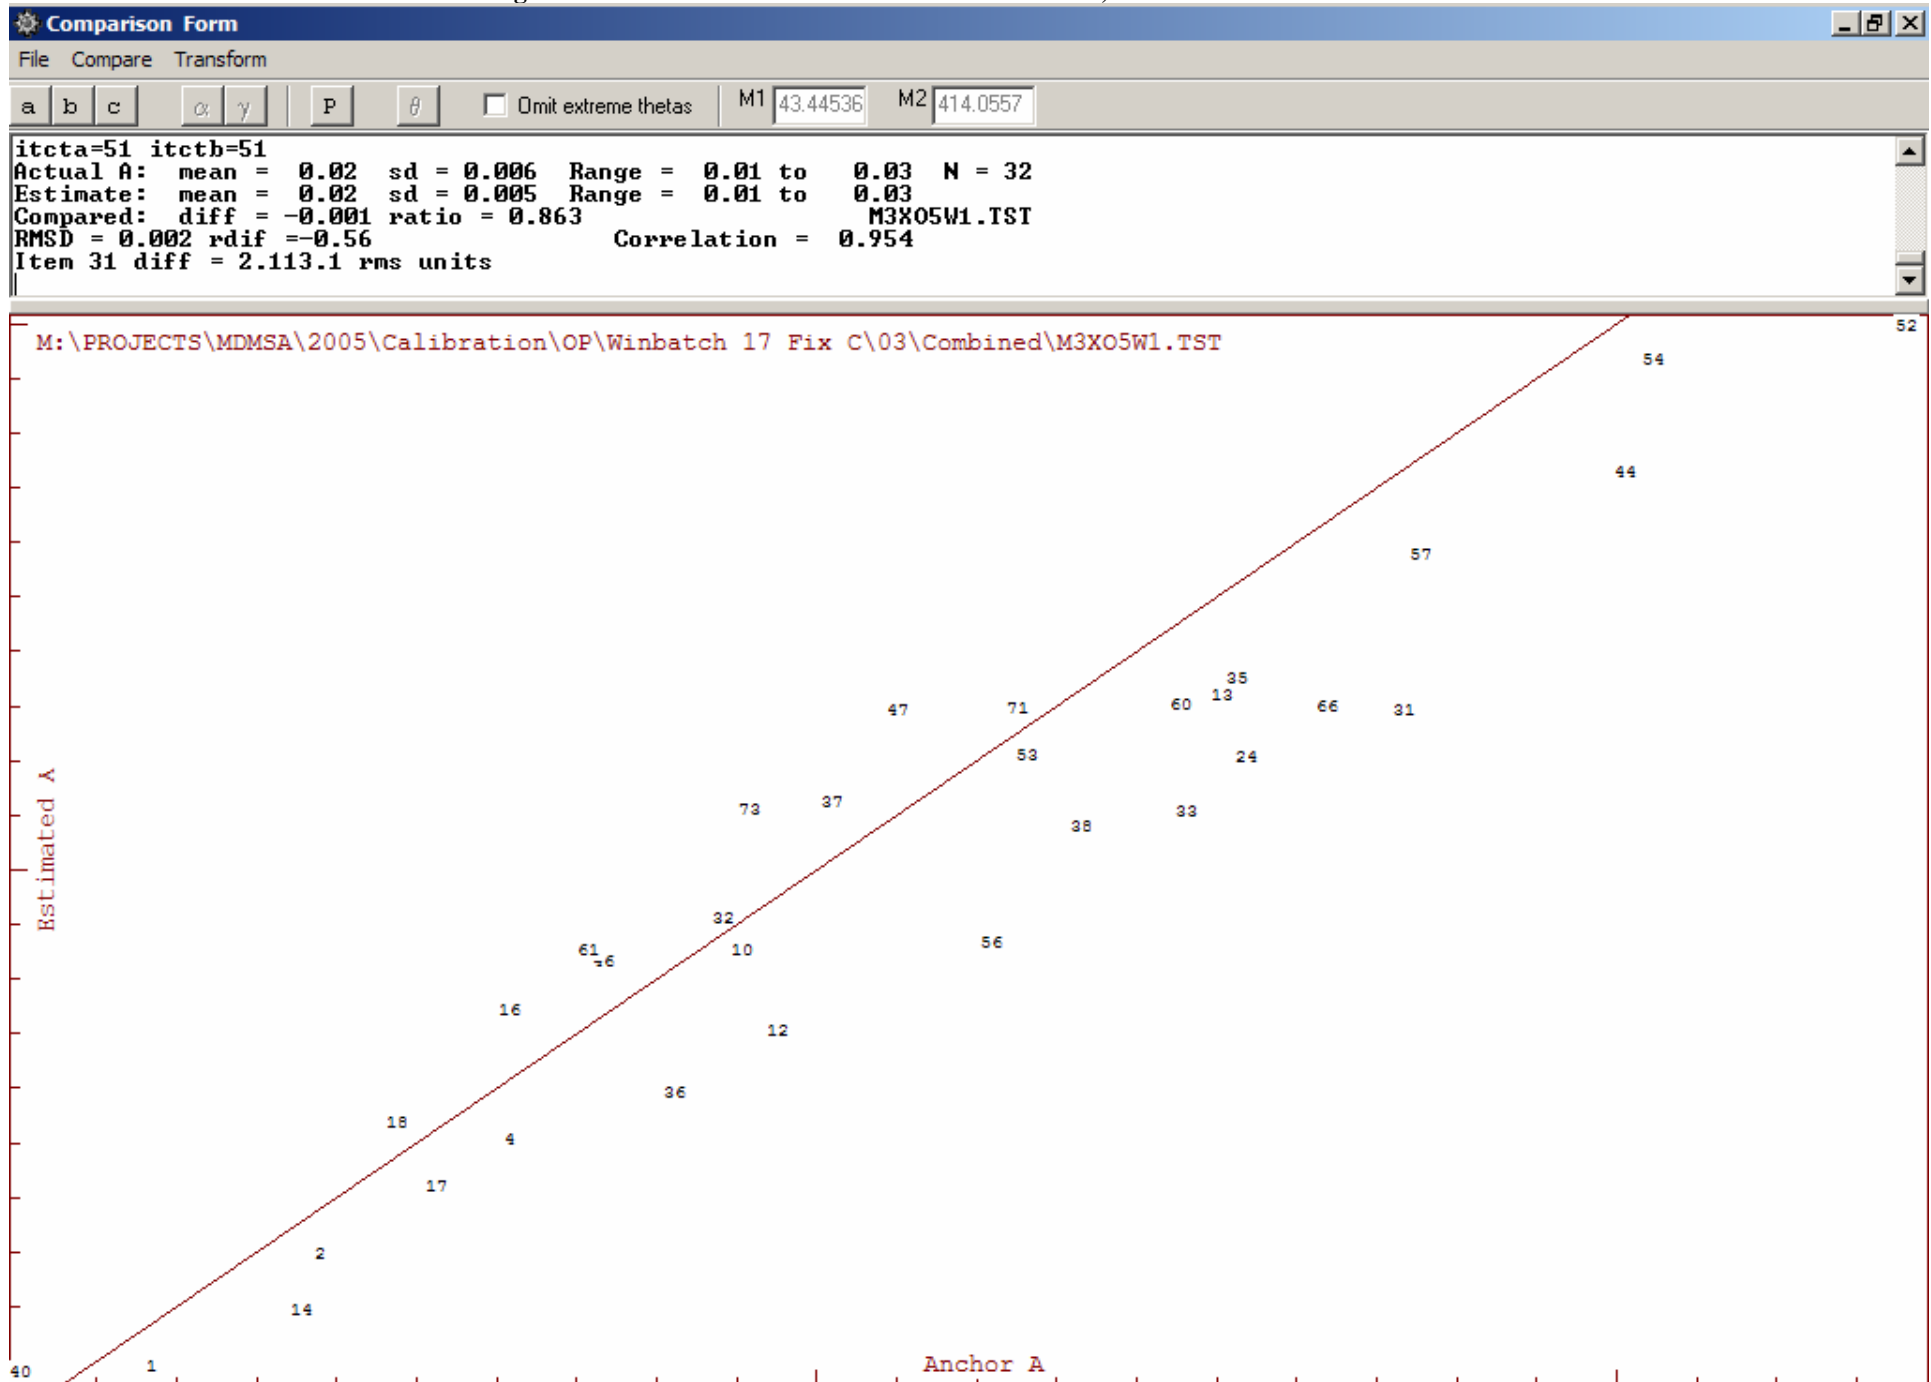 Comparison Form
File Compare Transform
a b c α γ P θ Omit extreme thetas M1 43.44536 M2 414.0557
itcta=51 itctb=51
Actual A: mean = 0.02 sd = 0.006 Range = 0.01 to 0.03 N = 32
Estimate: mean = 0.02 sd = 0.005 Range = 0.01 to 0.03
Compared: diff = -0.001 ratio = 0.863 M3XO5W1.TST
RMSD = 0.002 rdif =-0.56 Correlation = 0.954
Item 31 diff = 2.113.1 rms units
52
M:\PROJECTS\MDMSA\2005\Calibration\OP\Winbatch 17 Fix C\03\Combined\M3XO5W1.TST
54
44
57
35
13
47 71 60 66 31
53 24
73 37
33
38
Estimated A
32
61 10 56
16
12
36
18
4
17
2
14
40 1 Anchor A